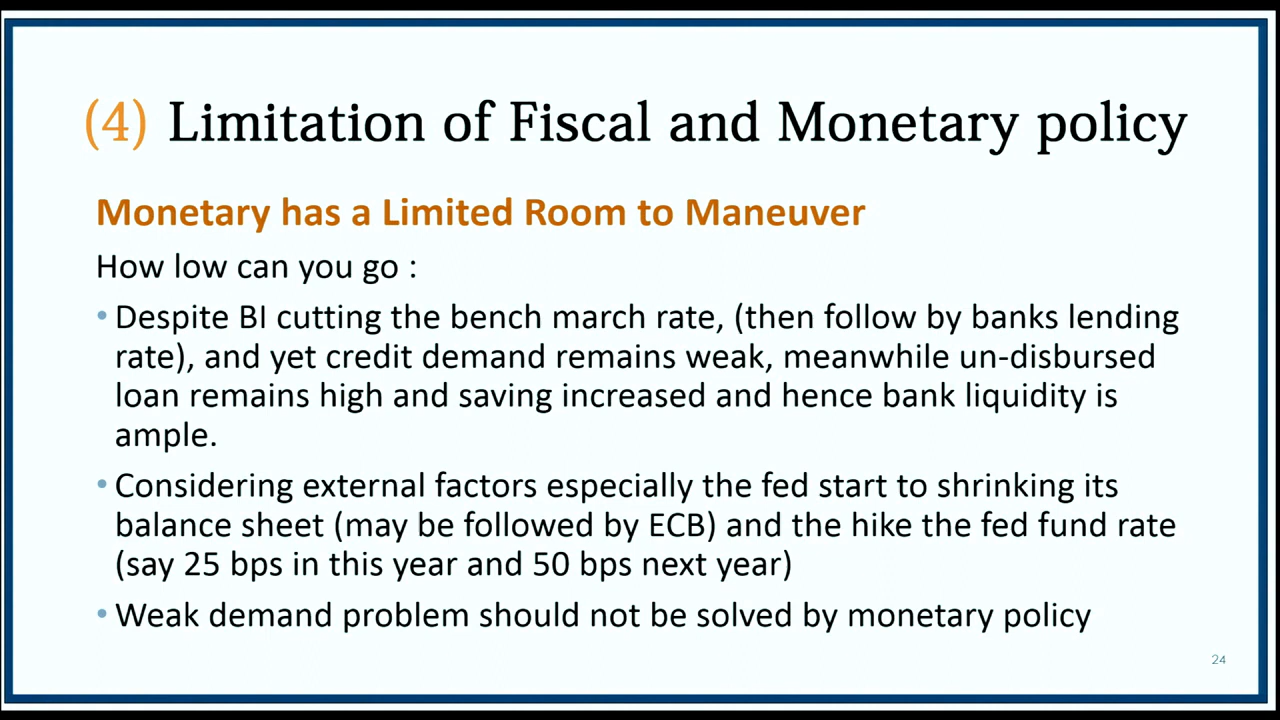 (4) Limitation of Fiscal and Monetary policy
Monetary has a Limited Room to Maneuver
How low can you go :
• Despite BI cutting the bench march rate, (then follow by banks lending
rate), and yet credit demand remains weak, meanwhile un-disbursed
loan remains high and saving increased and hence bank liquidity is
ample.
• Considering external factors especially the fed start to shrinking its
balance sheet (may be followed by ECB) and the hike the fed fund rate
(say 25 bps in this year and 50 bps next year)
• Weak demand problem should not be solved by monetary policy
24